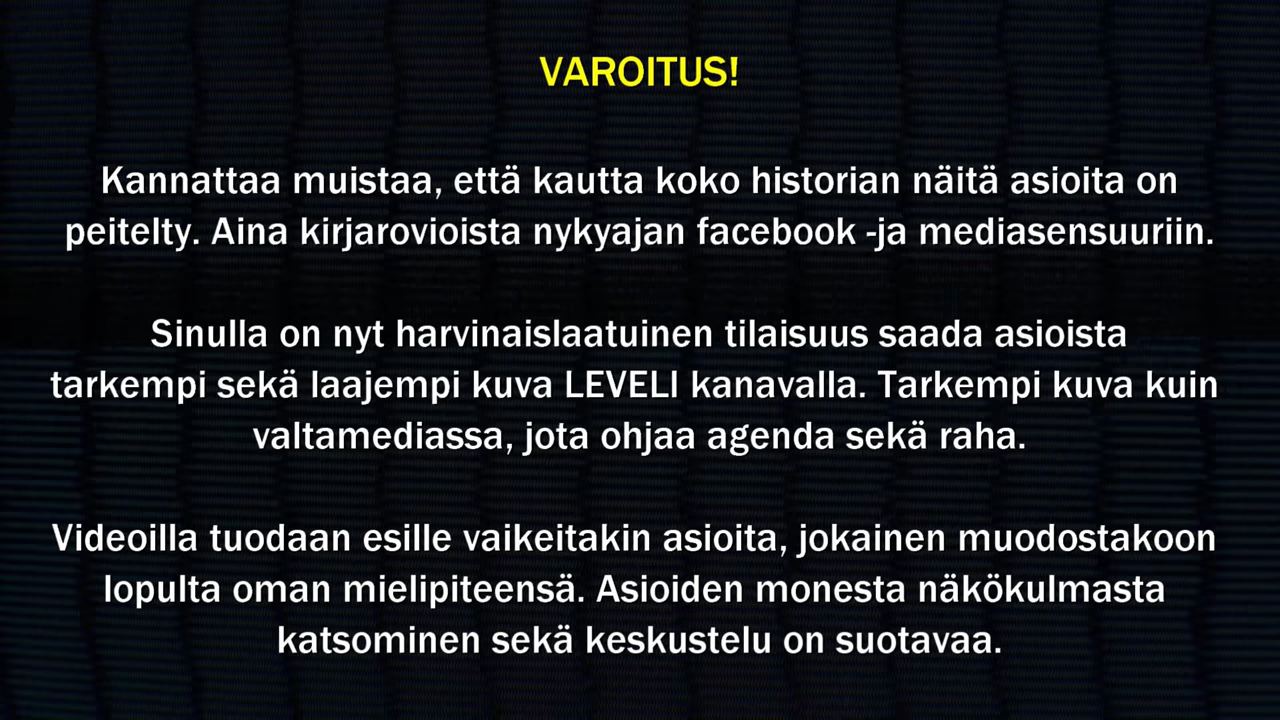 VAROITUS!
Kannattaa muistaa, että kautta koko historian näitä asioita on
peitelty. Aina kirjarovioista nykyajan facebook -ja mediasensuuriin.
Sinulla on nyt harvinaislaatuinen tilaisuus saada asioista
tarkempi sekä laajempi kuva LEVELI kanavalla. Tarkempi kuva kuin
valtamediassa, jota ohjaa agenda sekä raha.
Videoilla tuodaan esille vaikeitakin asioita, jokainen muodostakoon
lopulta oman mielipiteensä. Asioiden monesta näkökulmasta
katsominen sekä keskustelu on suotavaa.